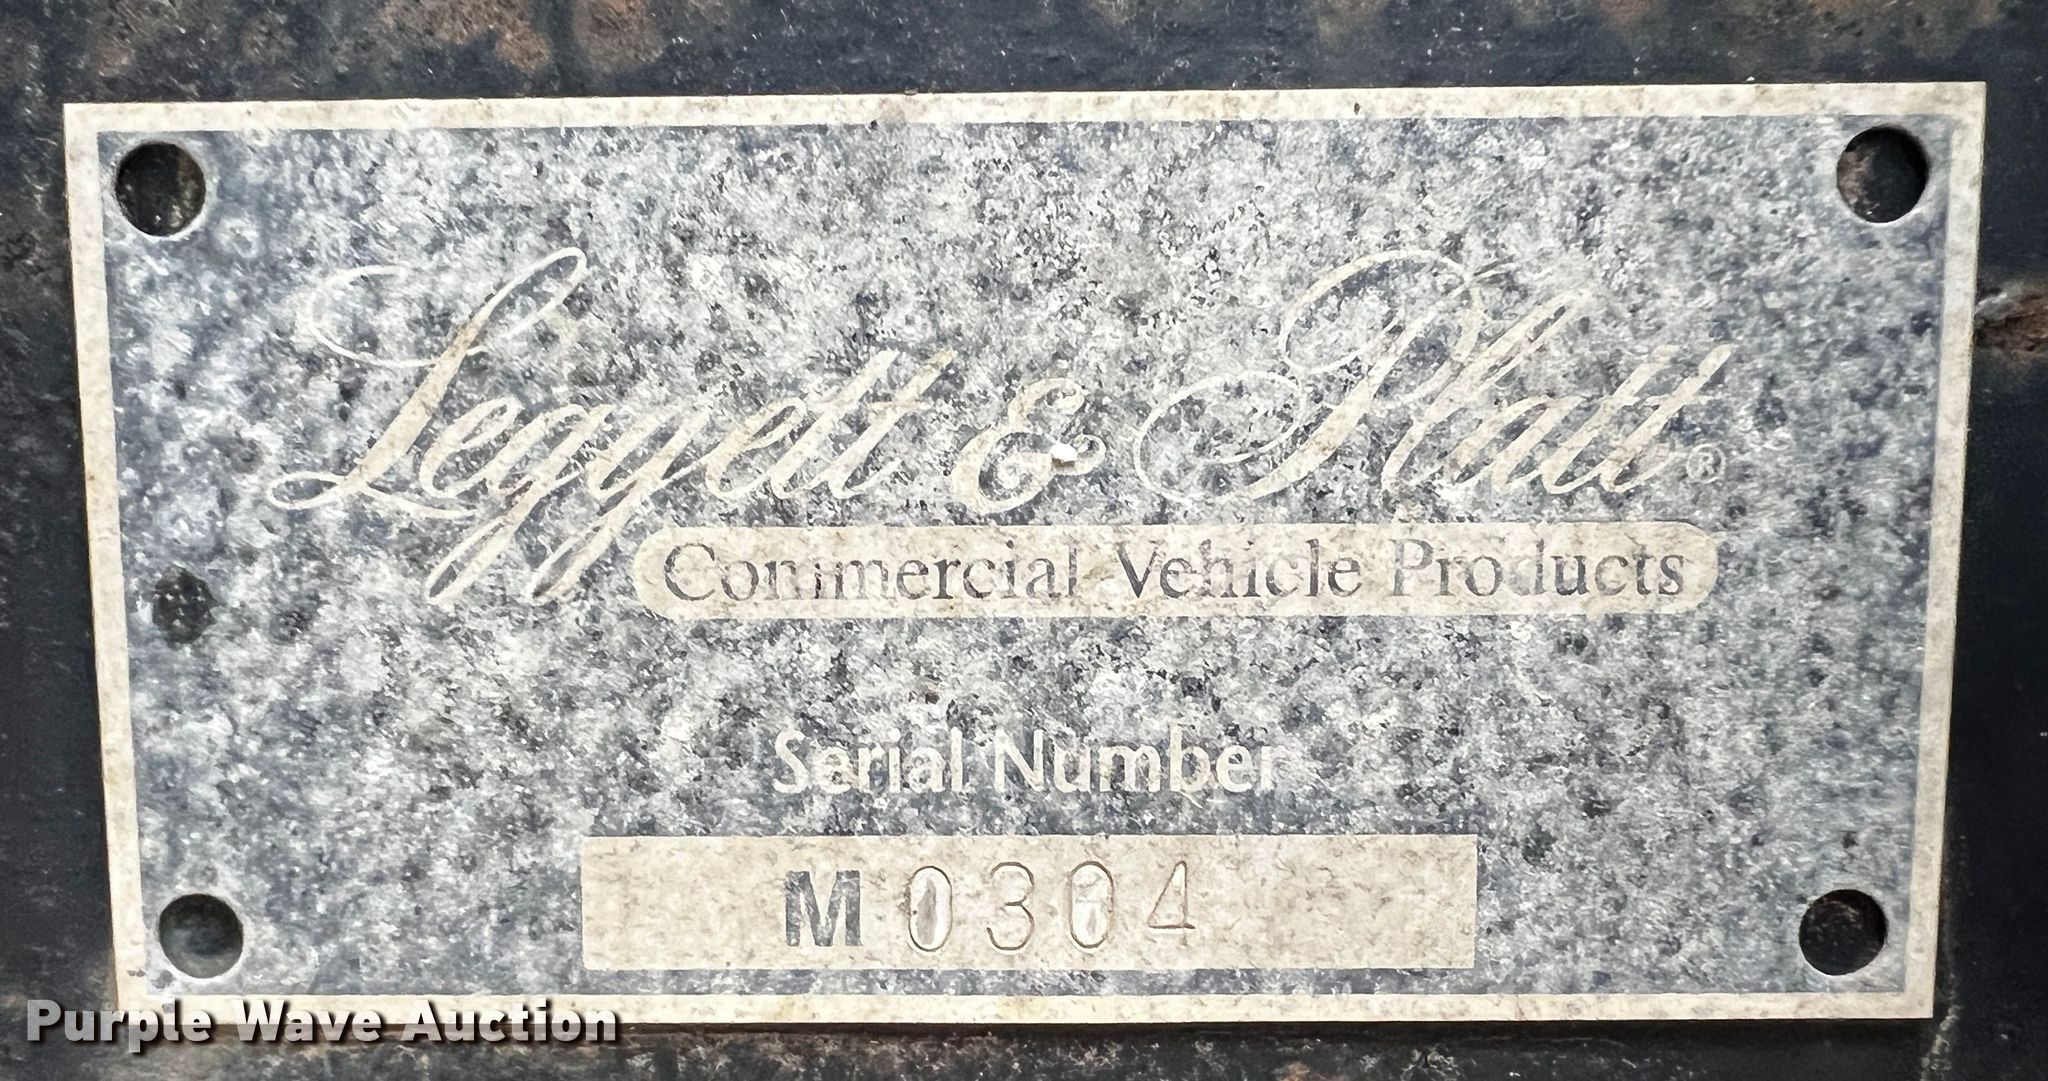 Leggett & Platt®
Commercial Vehicle Products
Serial Number
M0304
Purple Wave Auction